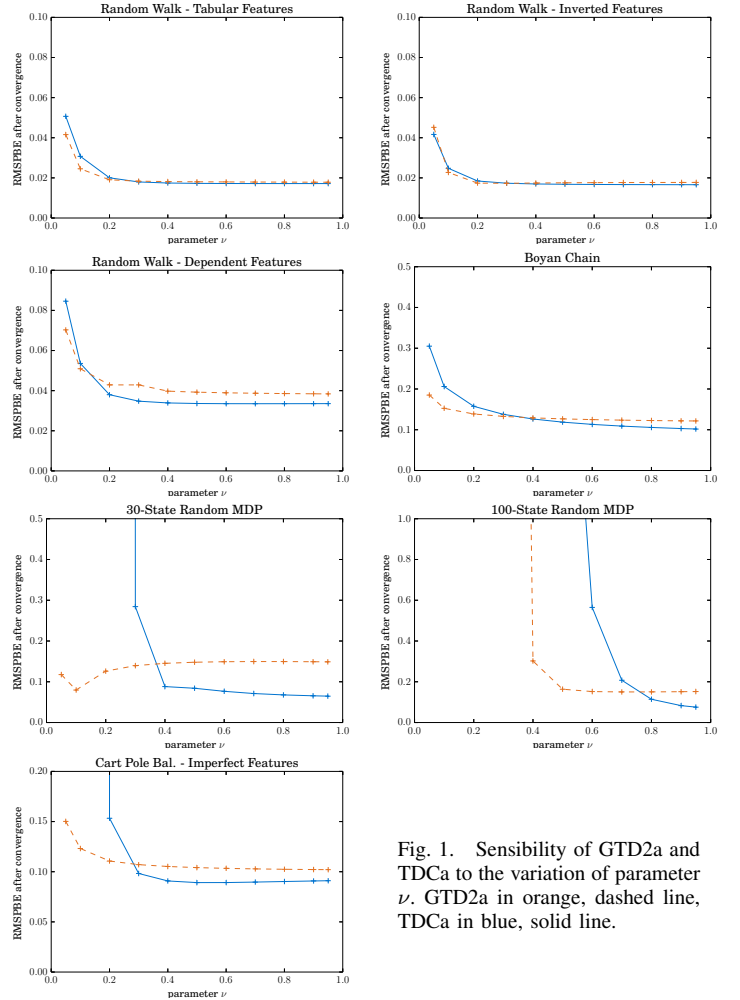 Random Walk - Tabular Features
0.10
0.08
0.06
0.04
0.02
0.00
RMSPBE after convergence
0.0 0.2 0.4 0.6 0.8 1.0
parameter ν
Random Walk - Inverted Features
0.10
0.08
0.06
0.04
0.02
0.00
RMSPBE after convergence
0.0 0.2 0.4 0.6 0.8 1.0
parameter ν
Random Walk - Dependent Features
0.10
0.08
0.06
0.04
0.02
0.00
RMSPBE after convergence
0.0 0.2 0.4 0.6 0.8 1.0
parameter ν
Boyan Chain
0.5
0.4
0.3
0.2
0.1
0.0
RMSPBE after convergence
0.0 0.2 0.4 0.6 0.8 1.0
parameter ν
30-State Random MDP
0.5
0.4
0.3
0.2
0.1
0.0
RMSPBE after convergence
0.0 0.2 0.4 0.6 0.8 1.0
parameter ν
100-State Random MDP
1.0
0.8
0.6
0.4
0.2
0.0
RMSPBE after convergence
0.0 0.2 0.4 0.6 0.8 1.0
parameter ν
Cart Pole Bal. - Imperfect Features
0.20
0.15
0.10
0.05
0.00
RMSPBE after convergence
0.0 0.2 0.4 0.6 0.8 1.0
parameter ν
Fig. 1. Sensibility of GTD2a and
TDCa to the variation of parameter
ν. GTD2a in orange, dashed line,
TDCa in blue, solid line.